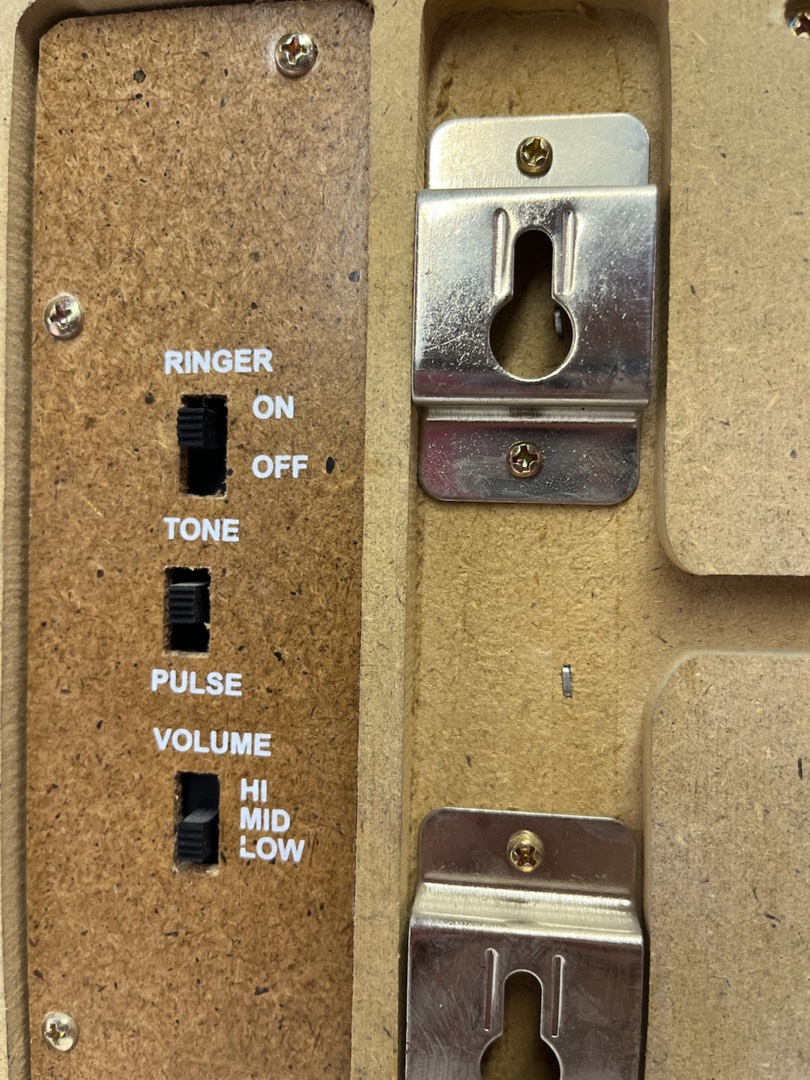 RINGER
ON
OFF
TONE
PULSE
VOLUME
HI
MID
LOW